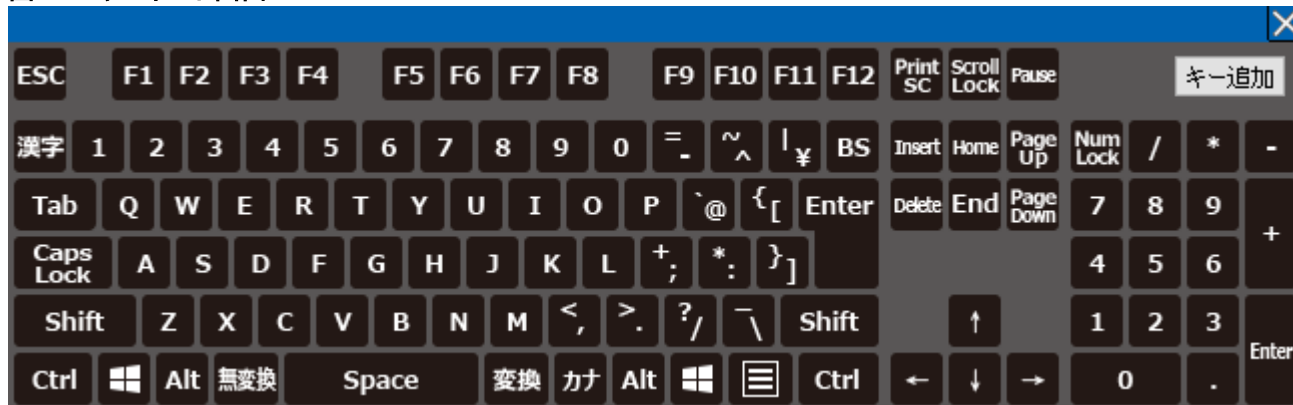 ESC F1 F2 F3 F4 F5 F6 F7 F8 F9 F10 F11 F12 Print SC Scroll Lock Pause キー追加
漢字 1 2 3 4 5 6 7 8 9 0 = - ~ ^ | ¥ BS Insert Home Page Up Num Lock / * -
Tab Q W E R T Y U I O P ` @ { [ Enter Delete End Page Down 7 8 9 +
Caps Lock A S D F G H J K L + ; * : } ] 4 5 6
Shift Z X C V B N M < , > . ? / _ \ Shift ↑ 1 2 3 Enter
Ctrl Alt 無変換 Space 変換 カナ Alt Ctrl ← ↓ → 0 .